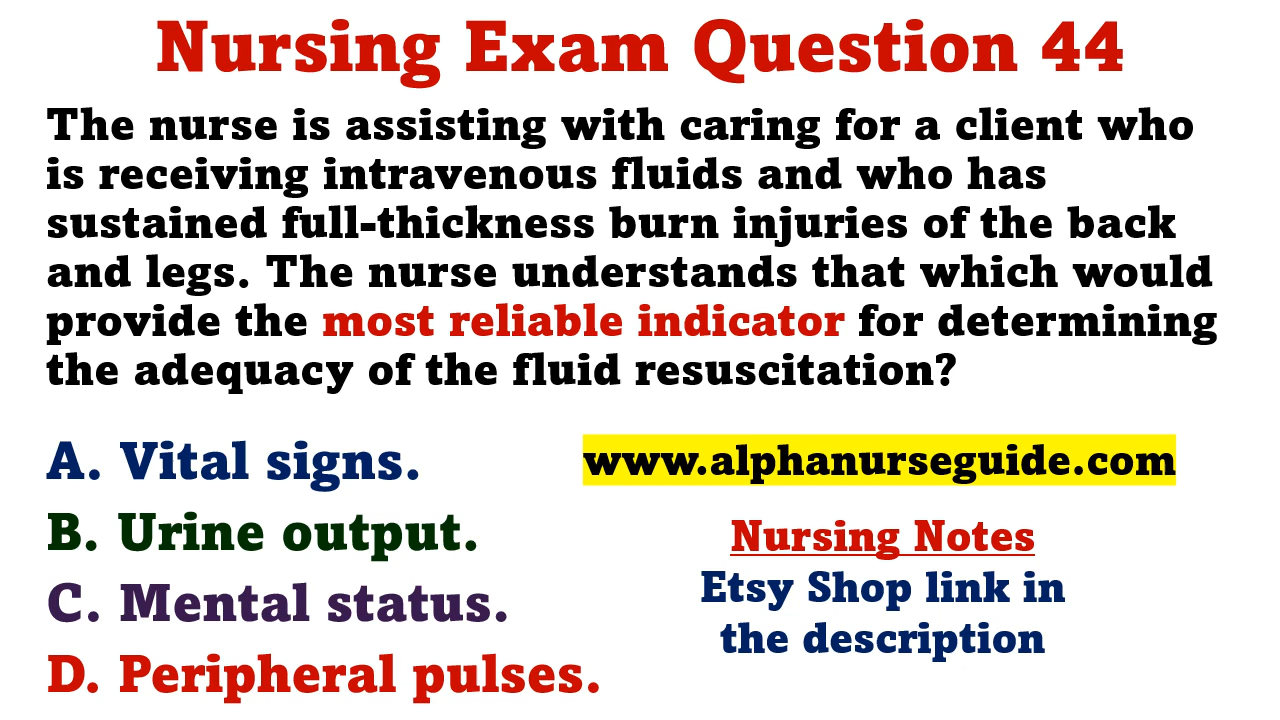 Nursing Exam Question 44
The nurse is assisting with caring for a client who
is receiving intravenous fluids and who has
sustained full-thickness burn injuries of the back
and legs. The nurse understands that which would
provide the most reliable indicator for determining
the adequacy of the fluid resuscitation?
A. Vital signs.
B. Urine output.
C. Mental status.
D. Peripheral pulses.
www.alphanurseguide.com
Nursing Notes
Etsy Shop link in
the description